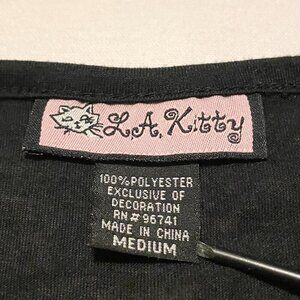 L.A. Kitty
100% POLYESTER
EXCLUSIVE OF
DECORATION
RN# 96741
MADE IN CHINA
MEDIUM